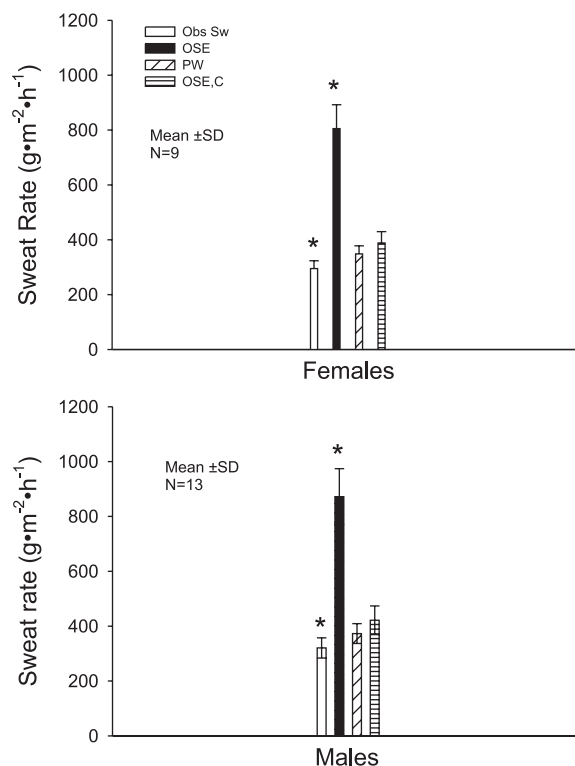 Obs Sw
OSE
PW
OSE,C
Mean ±SD
N=9
Sweat Rate (g•m⁻²•h⁻¹)
1200
1000
800
600
400
200
0
*
*
Females
Mean ±SD
N=13
Sweat rate (g•m⁻²•h⁻¹)
1200
1000
800
600
400
200
0
*
*
Males